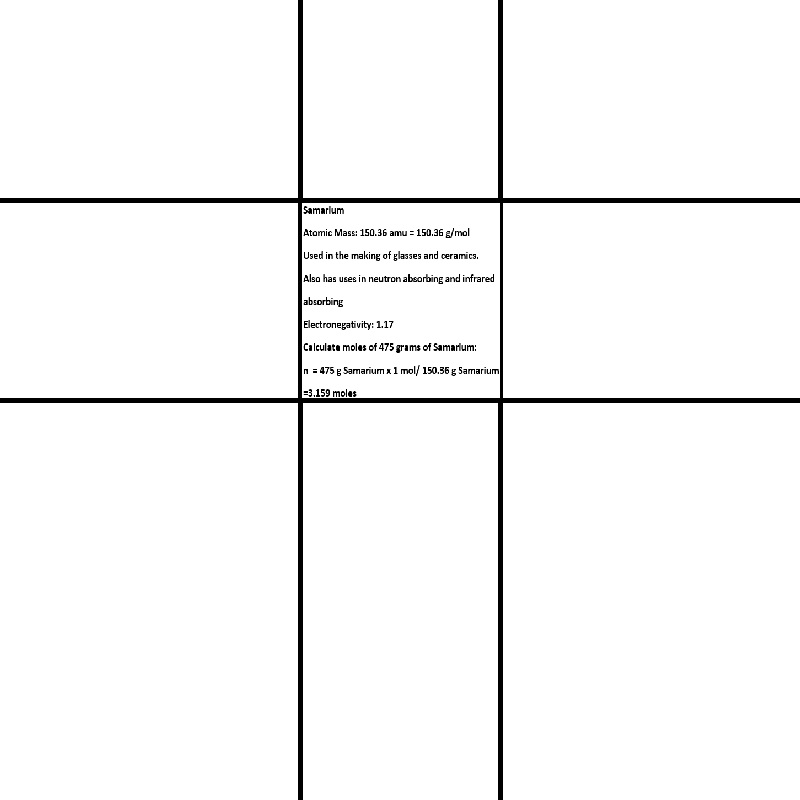 Samarium
Atomic Mass: 150.36 amu = 150.36 g/mol
Used in the making of glasses and ceramics.
Also has uses in neutron absorbing and infrared
absorbing
Electronegativity: 1.17
Calculate moles of 475 grams of Samarium:
n = 475 g Samarium x 1 mol/ 150.36 g Samarium
=3.159 moles